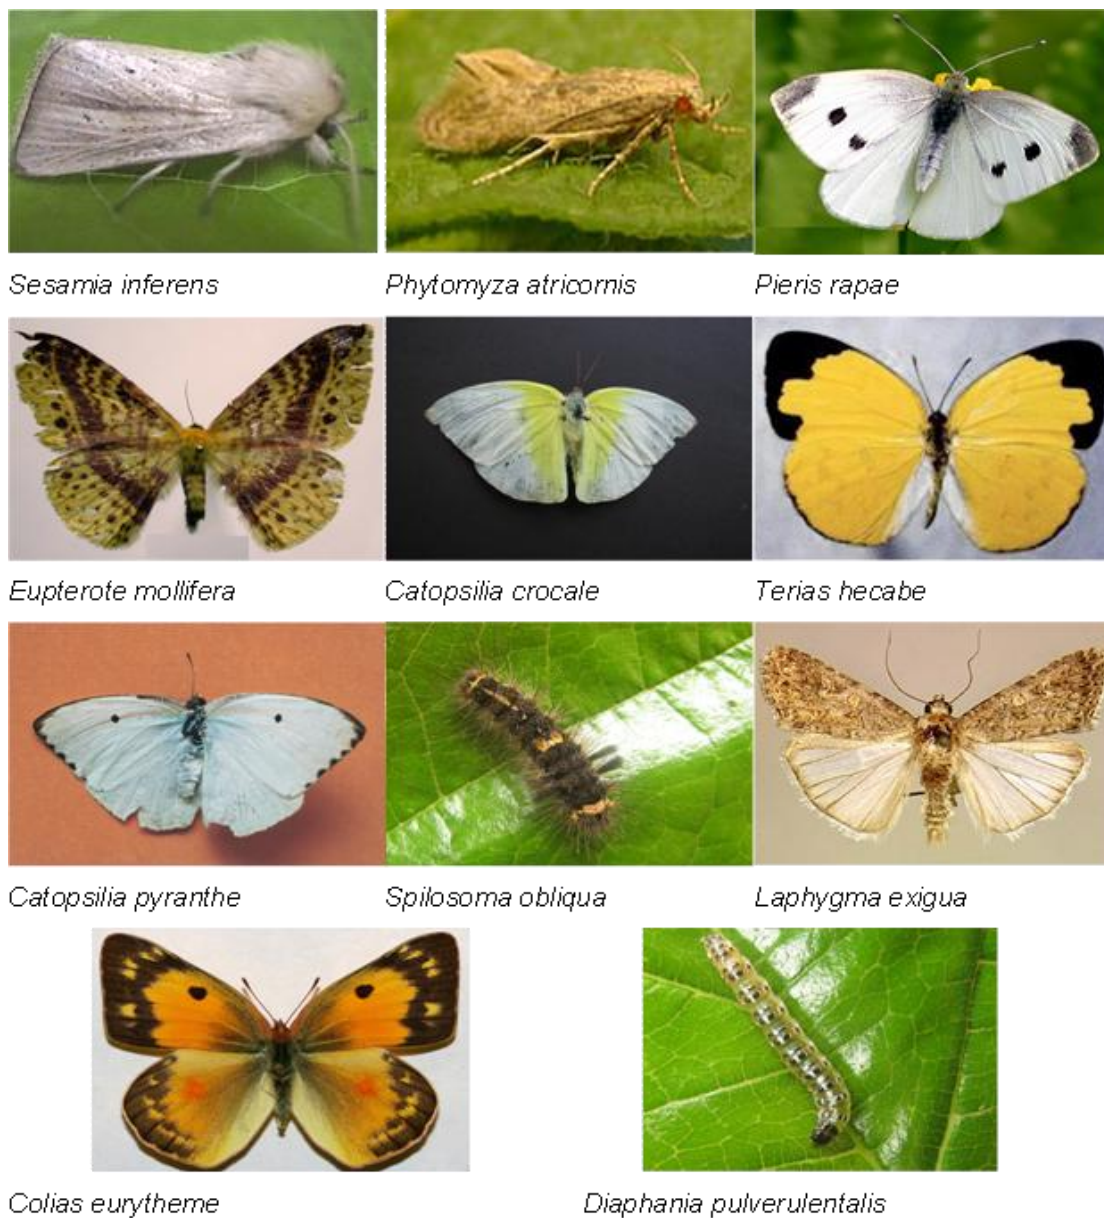 Sesamia inferens
Phytomyza atricornis
Pieris rapae
Eupterote mollifera
Catopsilia crocale
Terias hecabe
Catopsilia pyranthe
Spilosoma obliqua
Laphygma exigua
Colias eurytheme
Diaphania pulverulentalis